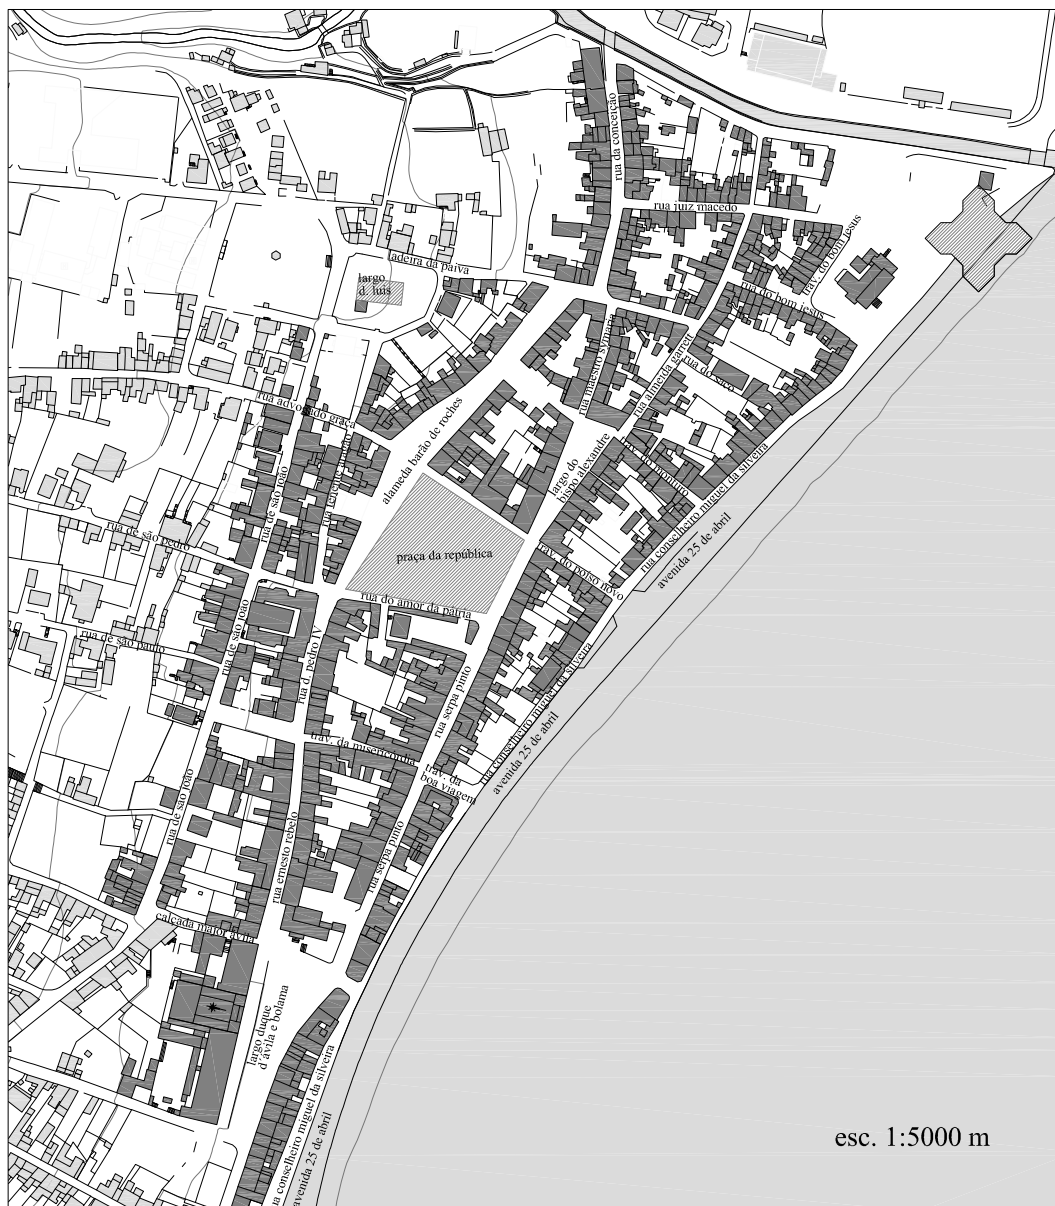 rua da conceição
rua juiz macedo
trav. do bom jesus
rua do bom jesus
ladeira da paiva
largo
d. luís
rua maestro symaria
rua almeida garret
rua do saco
rua advogado graça
alameda barão de roches
largo do
bispo alexandre
rua de são joão
rua conselheiro miguel da silveira
avenida 25 de abril
rua de são pedro
praça da república
trav. do porto novo
rua do amor da pátria
rua de são joão
rua de são paulo
rua d. pedro IV
rua serpa pinto
rua conselheiro miguel da silveira
avenida 25 de abril
trav. da misericórdia
trav. da
boa viagem
rua de são joão
rua ernesto rebelo
rua serpa pinto
calçada maior ávila
largo duque
d'ávila e bolama
rua conselheiro miguel da silveira
avenida 25 de abril
esc. 1:5000 m